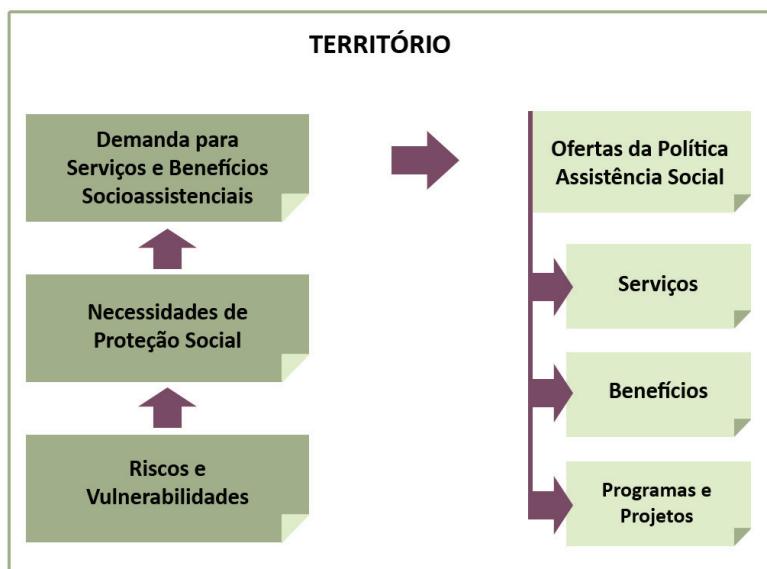 TERRITÓRIO
Demanda para
Serviços e Benefícios
Socioassistenciais
Necessidades de
Proteção Social
Riscos e
Vulnerabilidades
Ofertas da Política
Assistência Social
Serviços
Benefícios
Programas e
Projetos